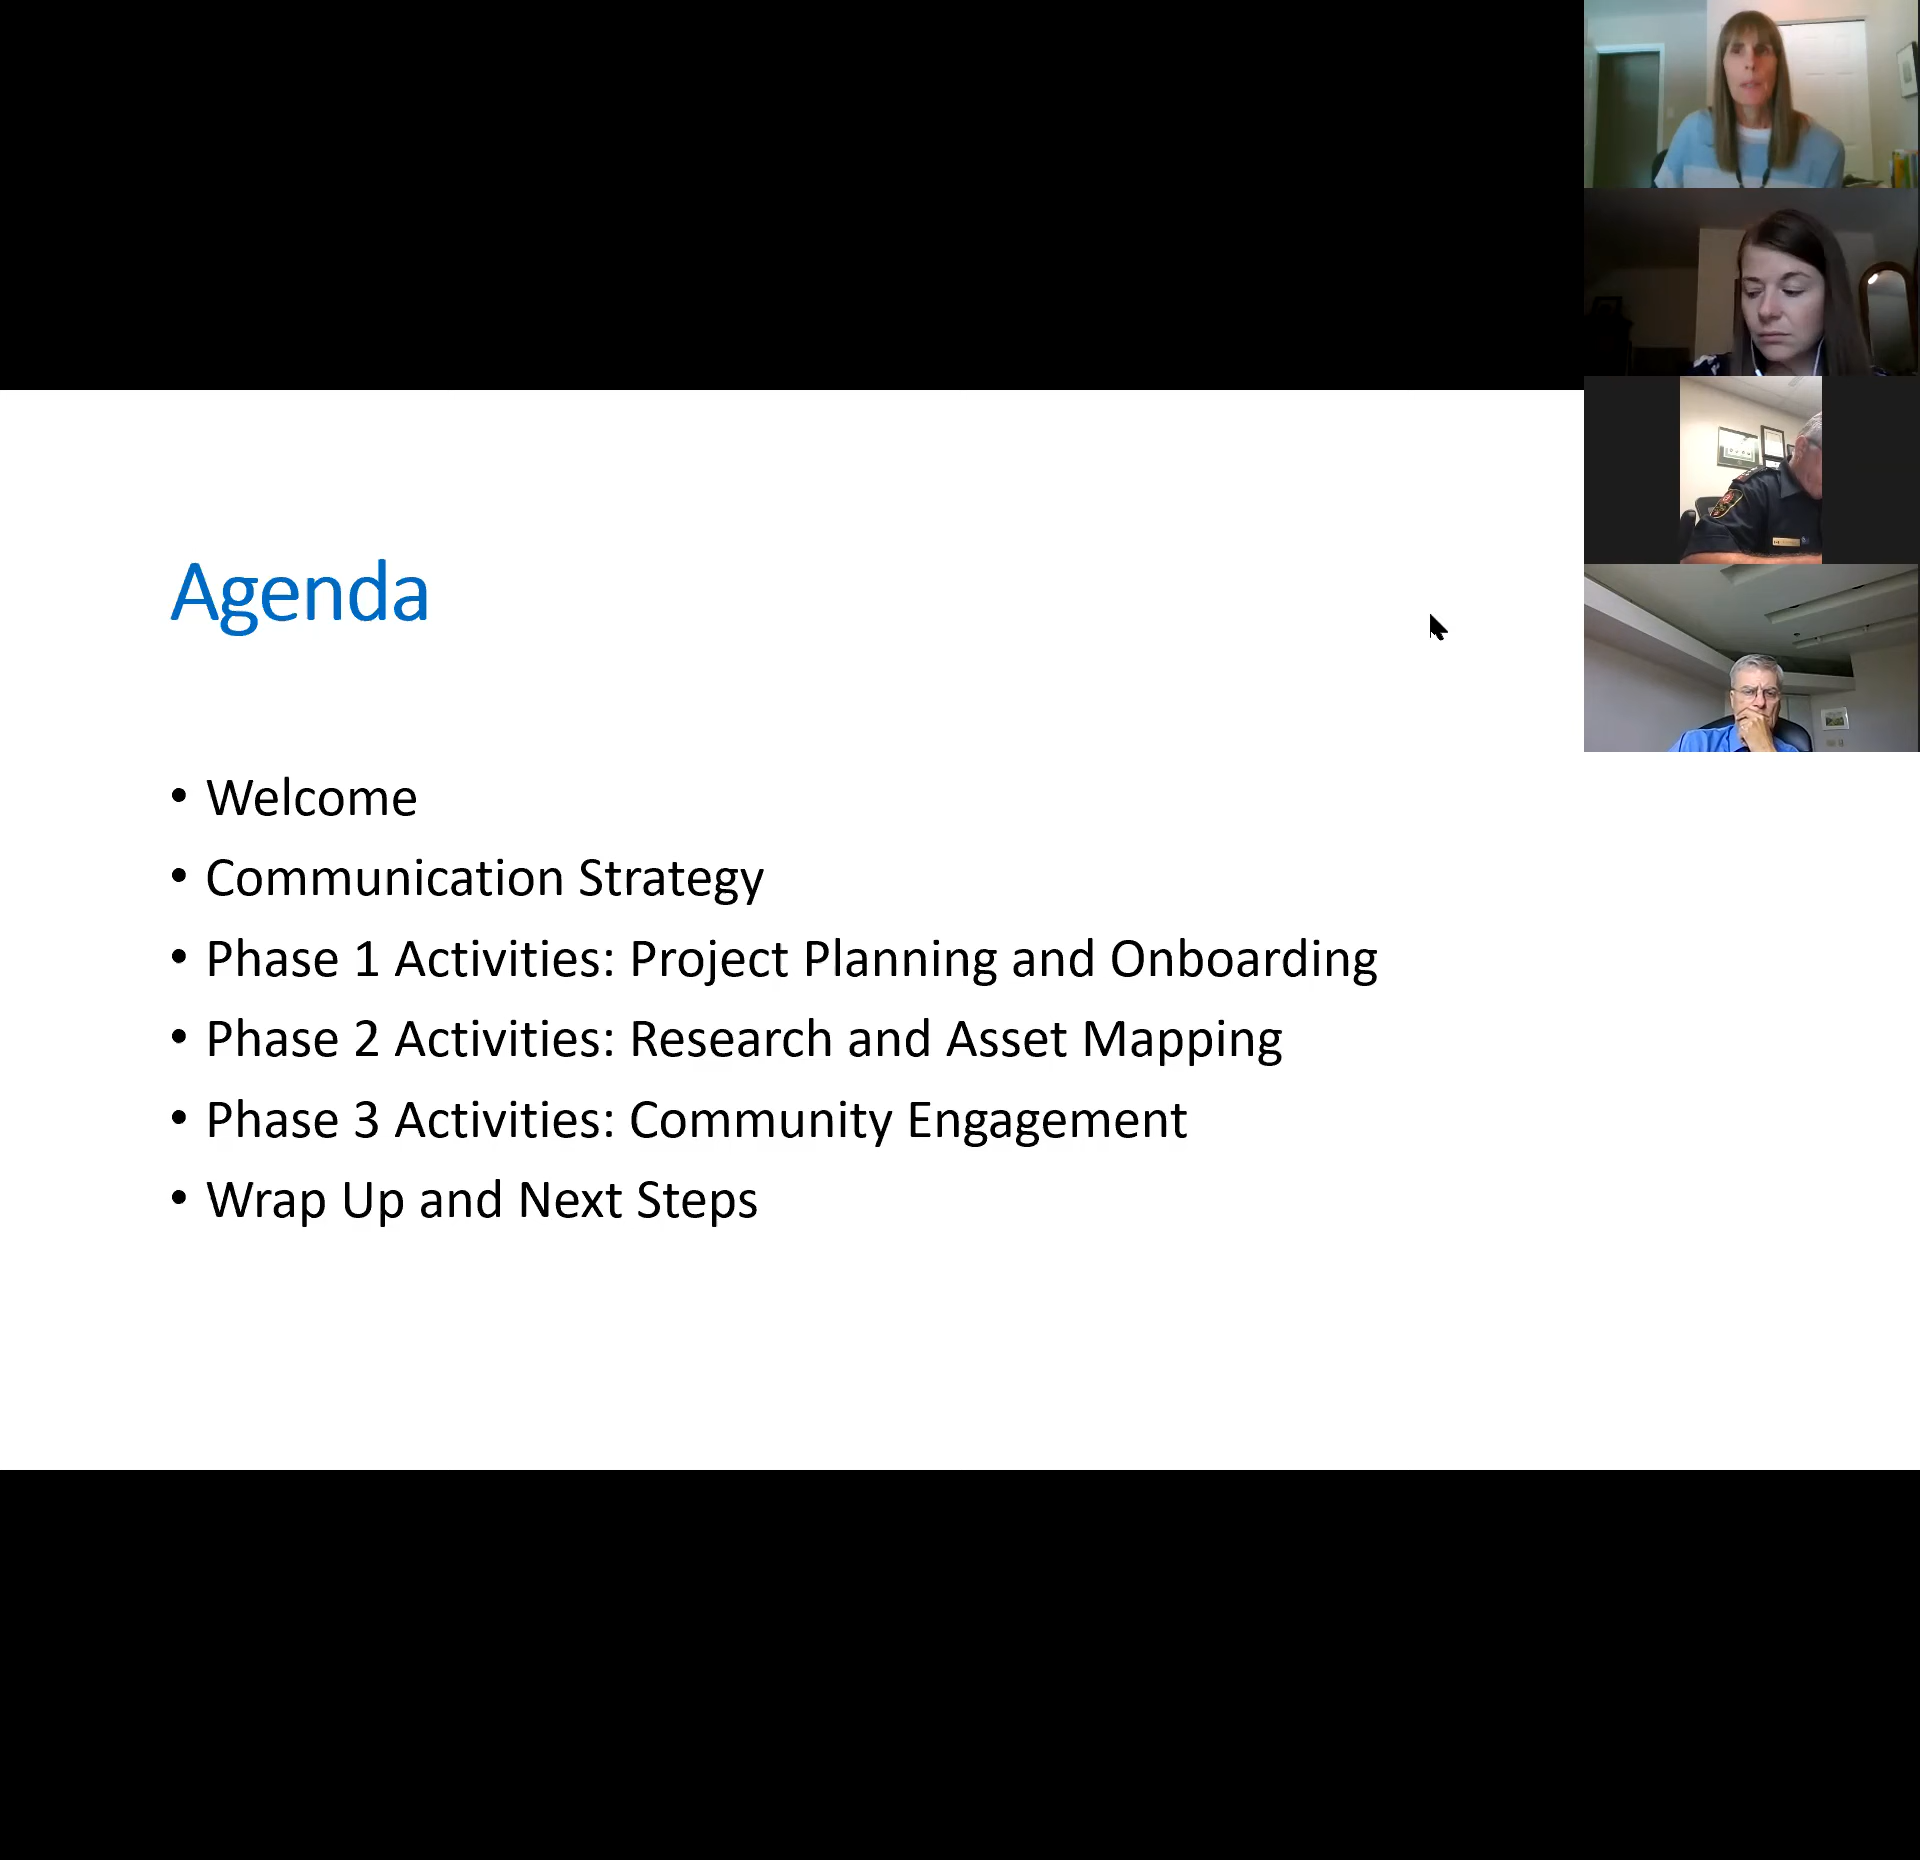 Agenda
• Welcome
• Communication Strategy
• Phase 1 Activities: Project Planning and Onboarding
• Phase 2 Activities: Research and Asset Mapping
• Phase 3 Activities: Community Engagement
• Wrap Up and Next Steps